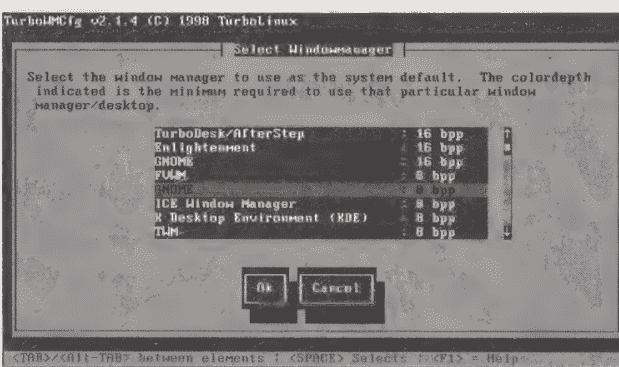 TurboWMCfg v2.1.4 (C) 1998 TurboLinux
Select Windowmanager
Select the window manager to use as the system default. The colordepth
indicated is the minimum required to use that particular window
manager/desktop.
TurboDesk/AfterStep : 16 bpp
Enlightenment : 16 bpp
GNOME : 16 bpp
FVWM : 8 bpp
GNOME : 8 bpp
ICE Window Manager : 8 bpp
K Desktop Environment (KDE) : 8 bpp
TWM : 8 bpp
Ok Cancel
<TAB>/<Alt-TAB> between elements : <SPACE> Selects : <F1> = Help